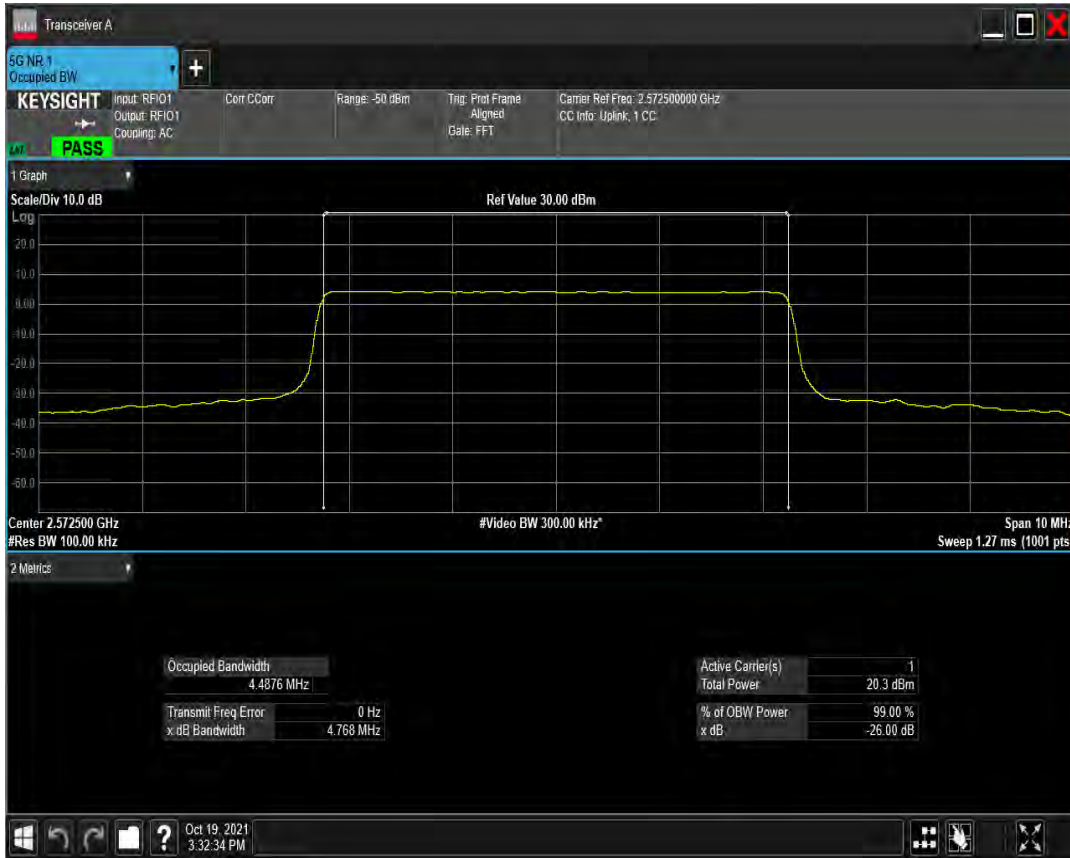 Transceiver A
5G NR 1
Occupied BW
+
KEYSIGHT
Input: RFIO1
Output: RFIO1
Coupling: AC
Corr CCorr
Range: -50 dBm
Trig: Prot Frame
Aligned
Gate: FFT
Carrier Ref Freq: 2.572500000 GHz
CC Info: Uplink, 1 CC
PASS
1 Graph
Scale/Div 10.0 dB
Ref Value 30.00 dBm
Log
20.0
10.0
0.00
-10.0
-20.0
-30.0
-40.0
-50.0
-60.0
Center 2.572500 GHz
#Video BW 300.00 kHz*
Span 10 MHz
#Res BW 100.00 kHz
Sweep 1.27 ms (1001 pts
2 Metrics
Occupied Bandwidth
4.4876 MHz
Transmit Freq Error 0 Hz
x dB Bandwidth 4.768 MHz
Active Carrier(s) 1
Total Power 20.3 dBm
% of OBW Power 99.00 %
x dB -26.00 dB
?
Oct 19, 2021
3:32:34 PM